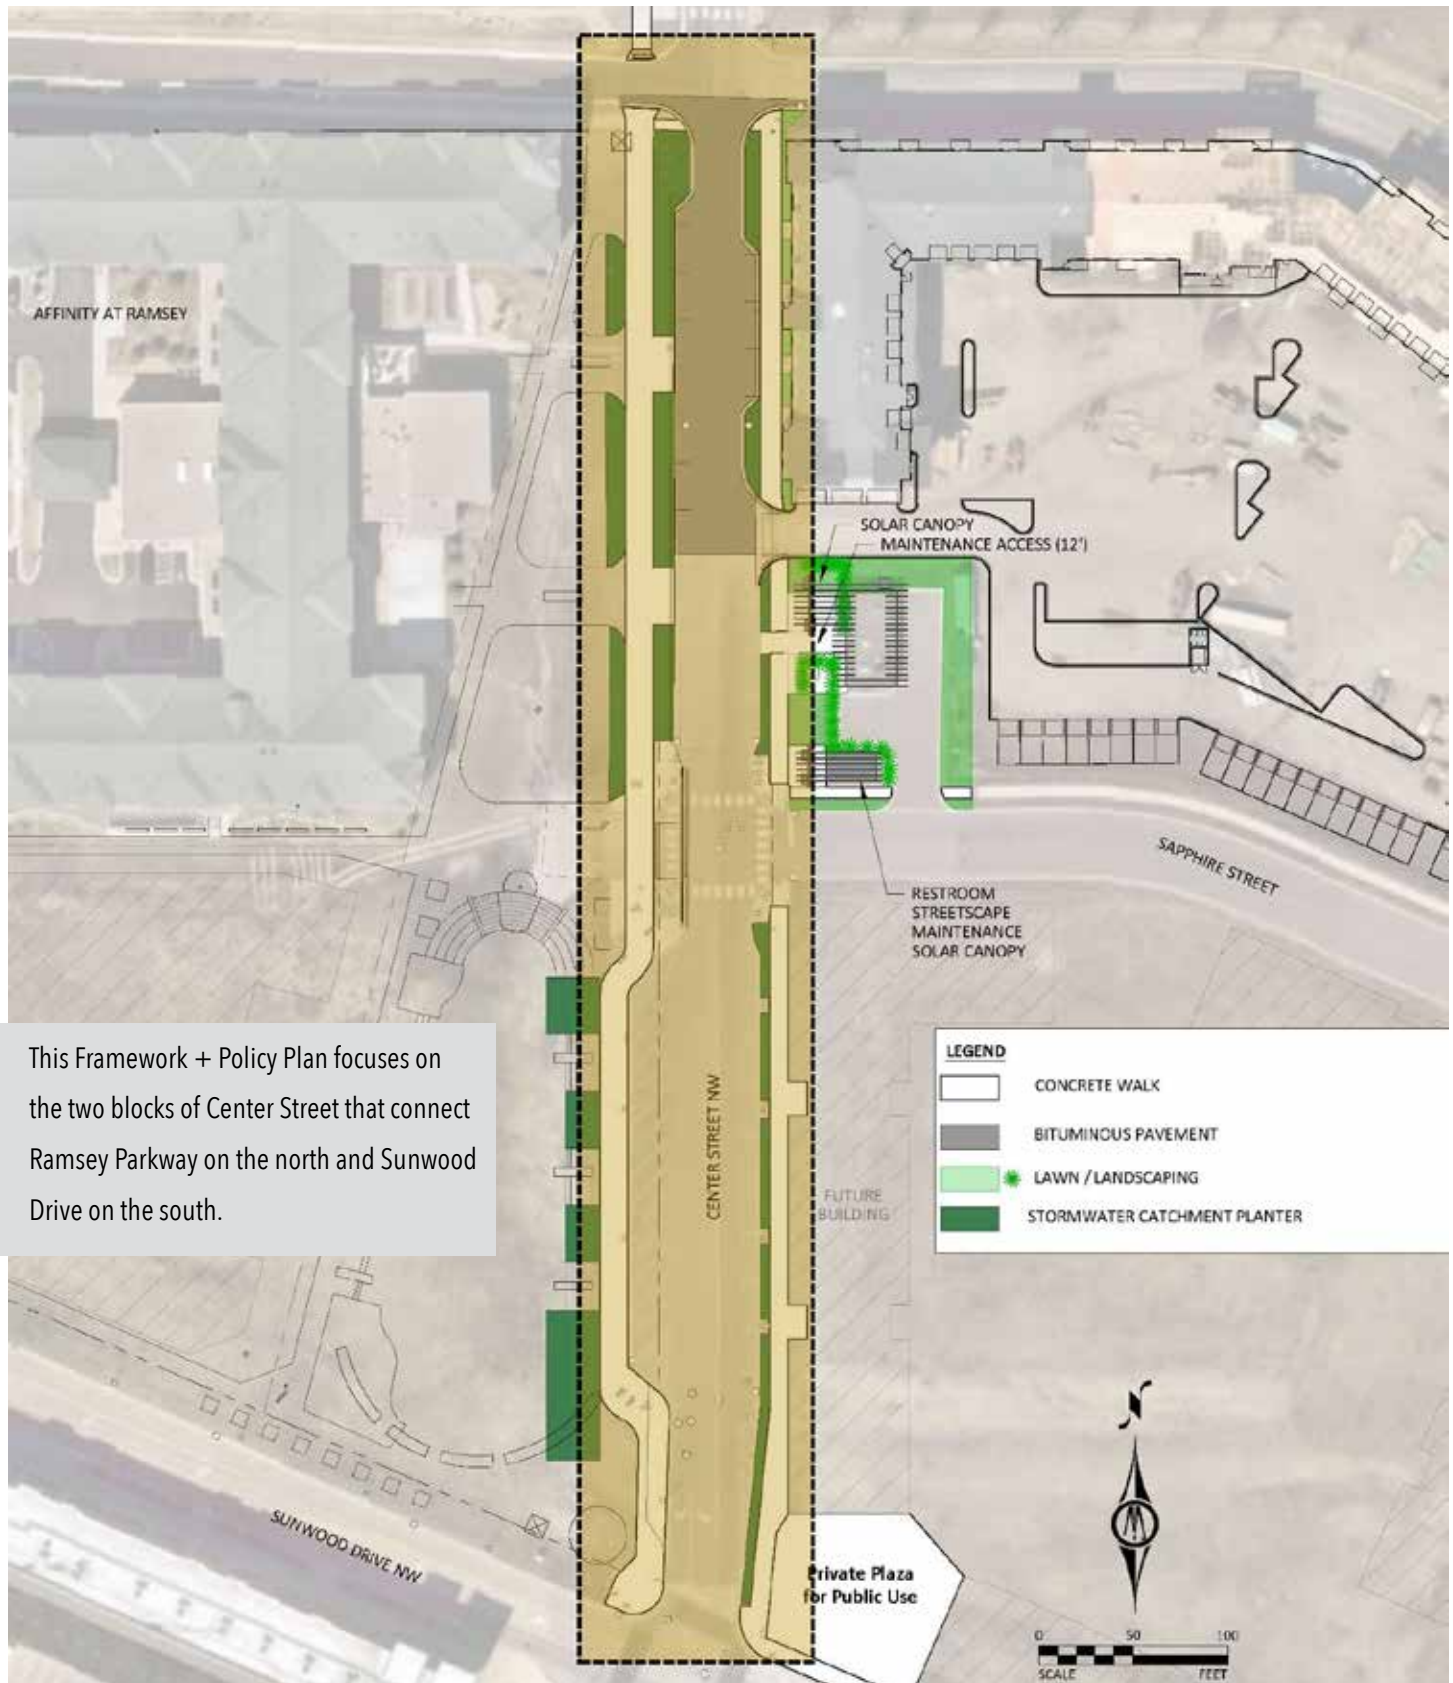 AFFINITY AT RAMSEY
SOLAR CANOPY
MAINTENANCE ACCESS (12')
SAPPHIRE STREET
RESTROOM
STREETSCAPE
MAINTENANCE
SOLAR CANOPY
This Framework + Policy Plan focuses on
the two blocks of Center Street that connect
Ramsey Parkway on the north and Sunwood
Drive on the south.
CENTER STREET NW
FUTURE
BUILDING
LEGEND
CONCRETE WALK
BITUMINOUS PAVEMENT
LAWN / LANDSCAPING
STORMWATER CATCHMENT PLANTER
SUNWOOD DRIVE NW
Private Plaza
for Public Use
N
0 50 100
SCALE FEET